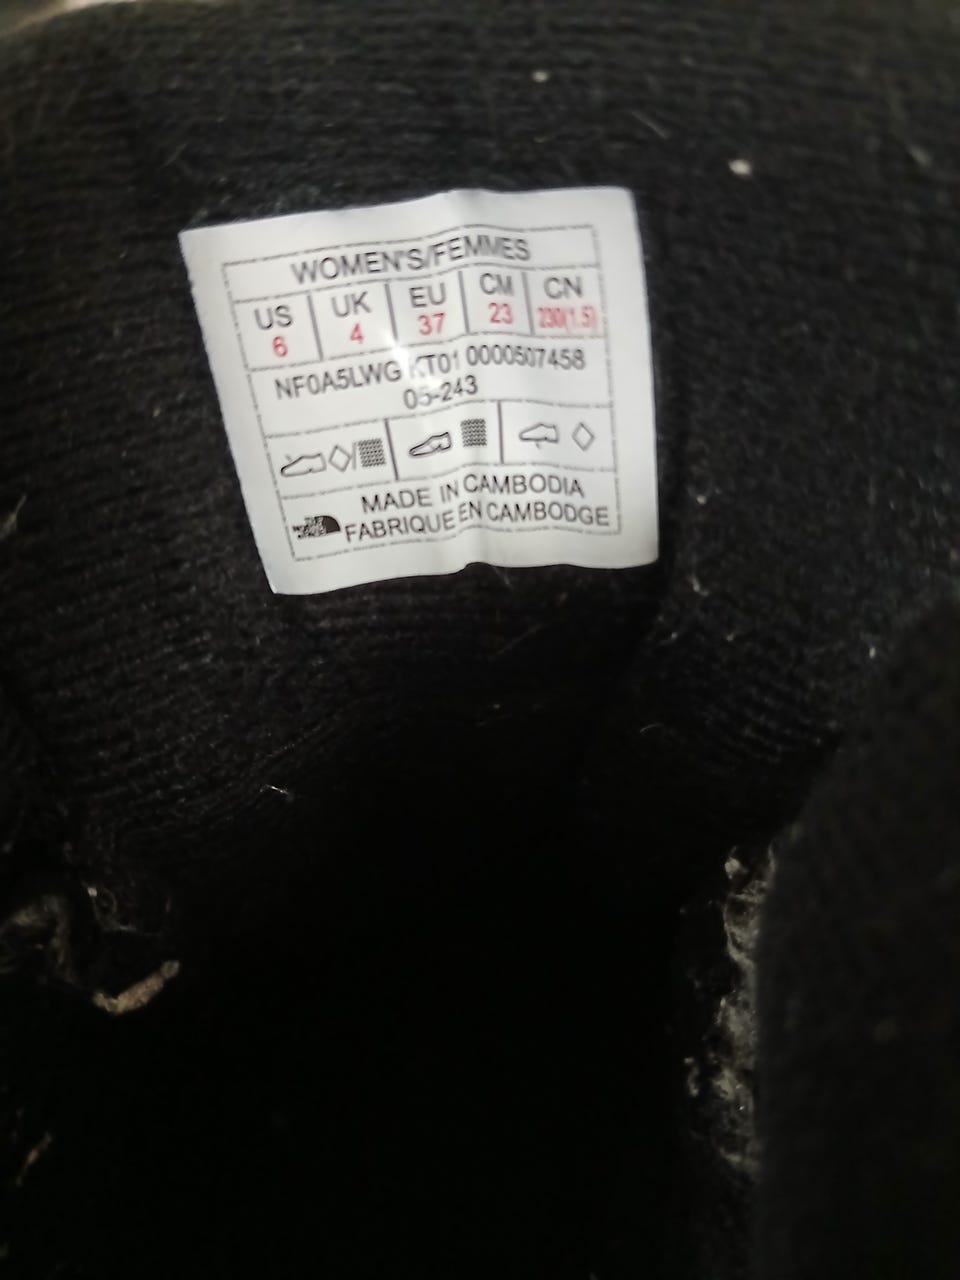 WOMEN'S/FEMMES
US UK EU CM CN
6 4 37 23 230(1.5)
NF0A5LWG KT01 0000507458
05-243
MADE IN CAMBODIA
FABRIQUE EN CAMBODGE